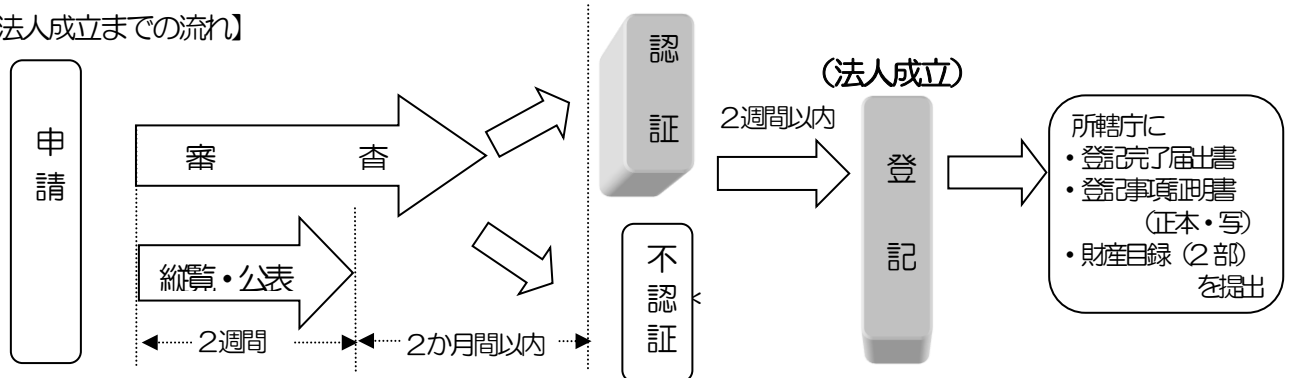 法人成立までの流れ】
申請
審査
縦覧・公表
2週間
2か月間以内
認証
不認証
2週間以内
（法人成立）
登記
所轄庁に
・登記完了届出書
・登記事項証明書
（正本・写）
・財産目録（2部）
を提出